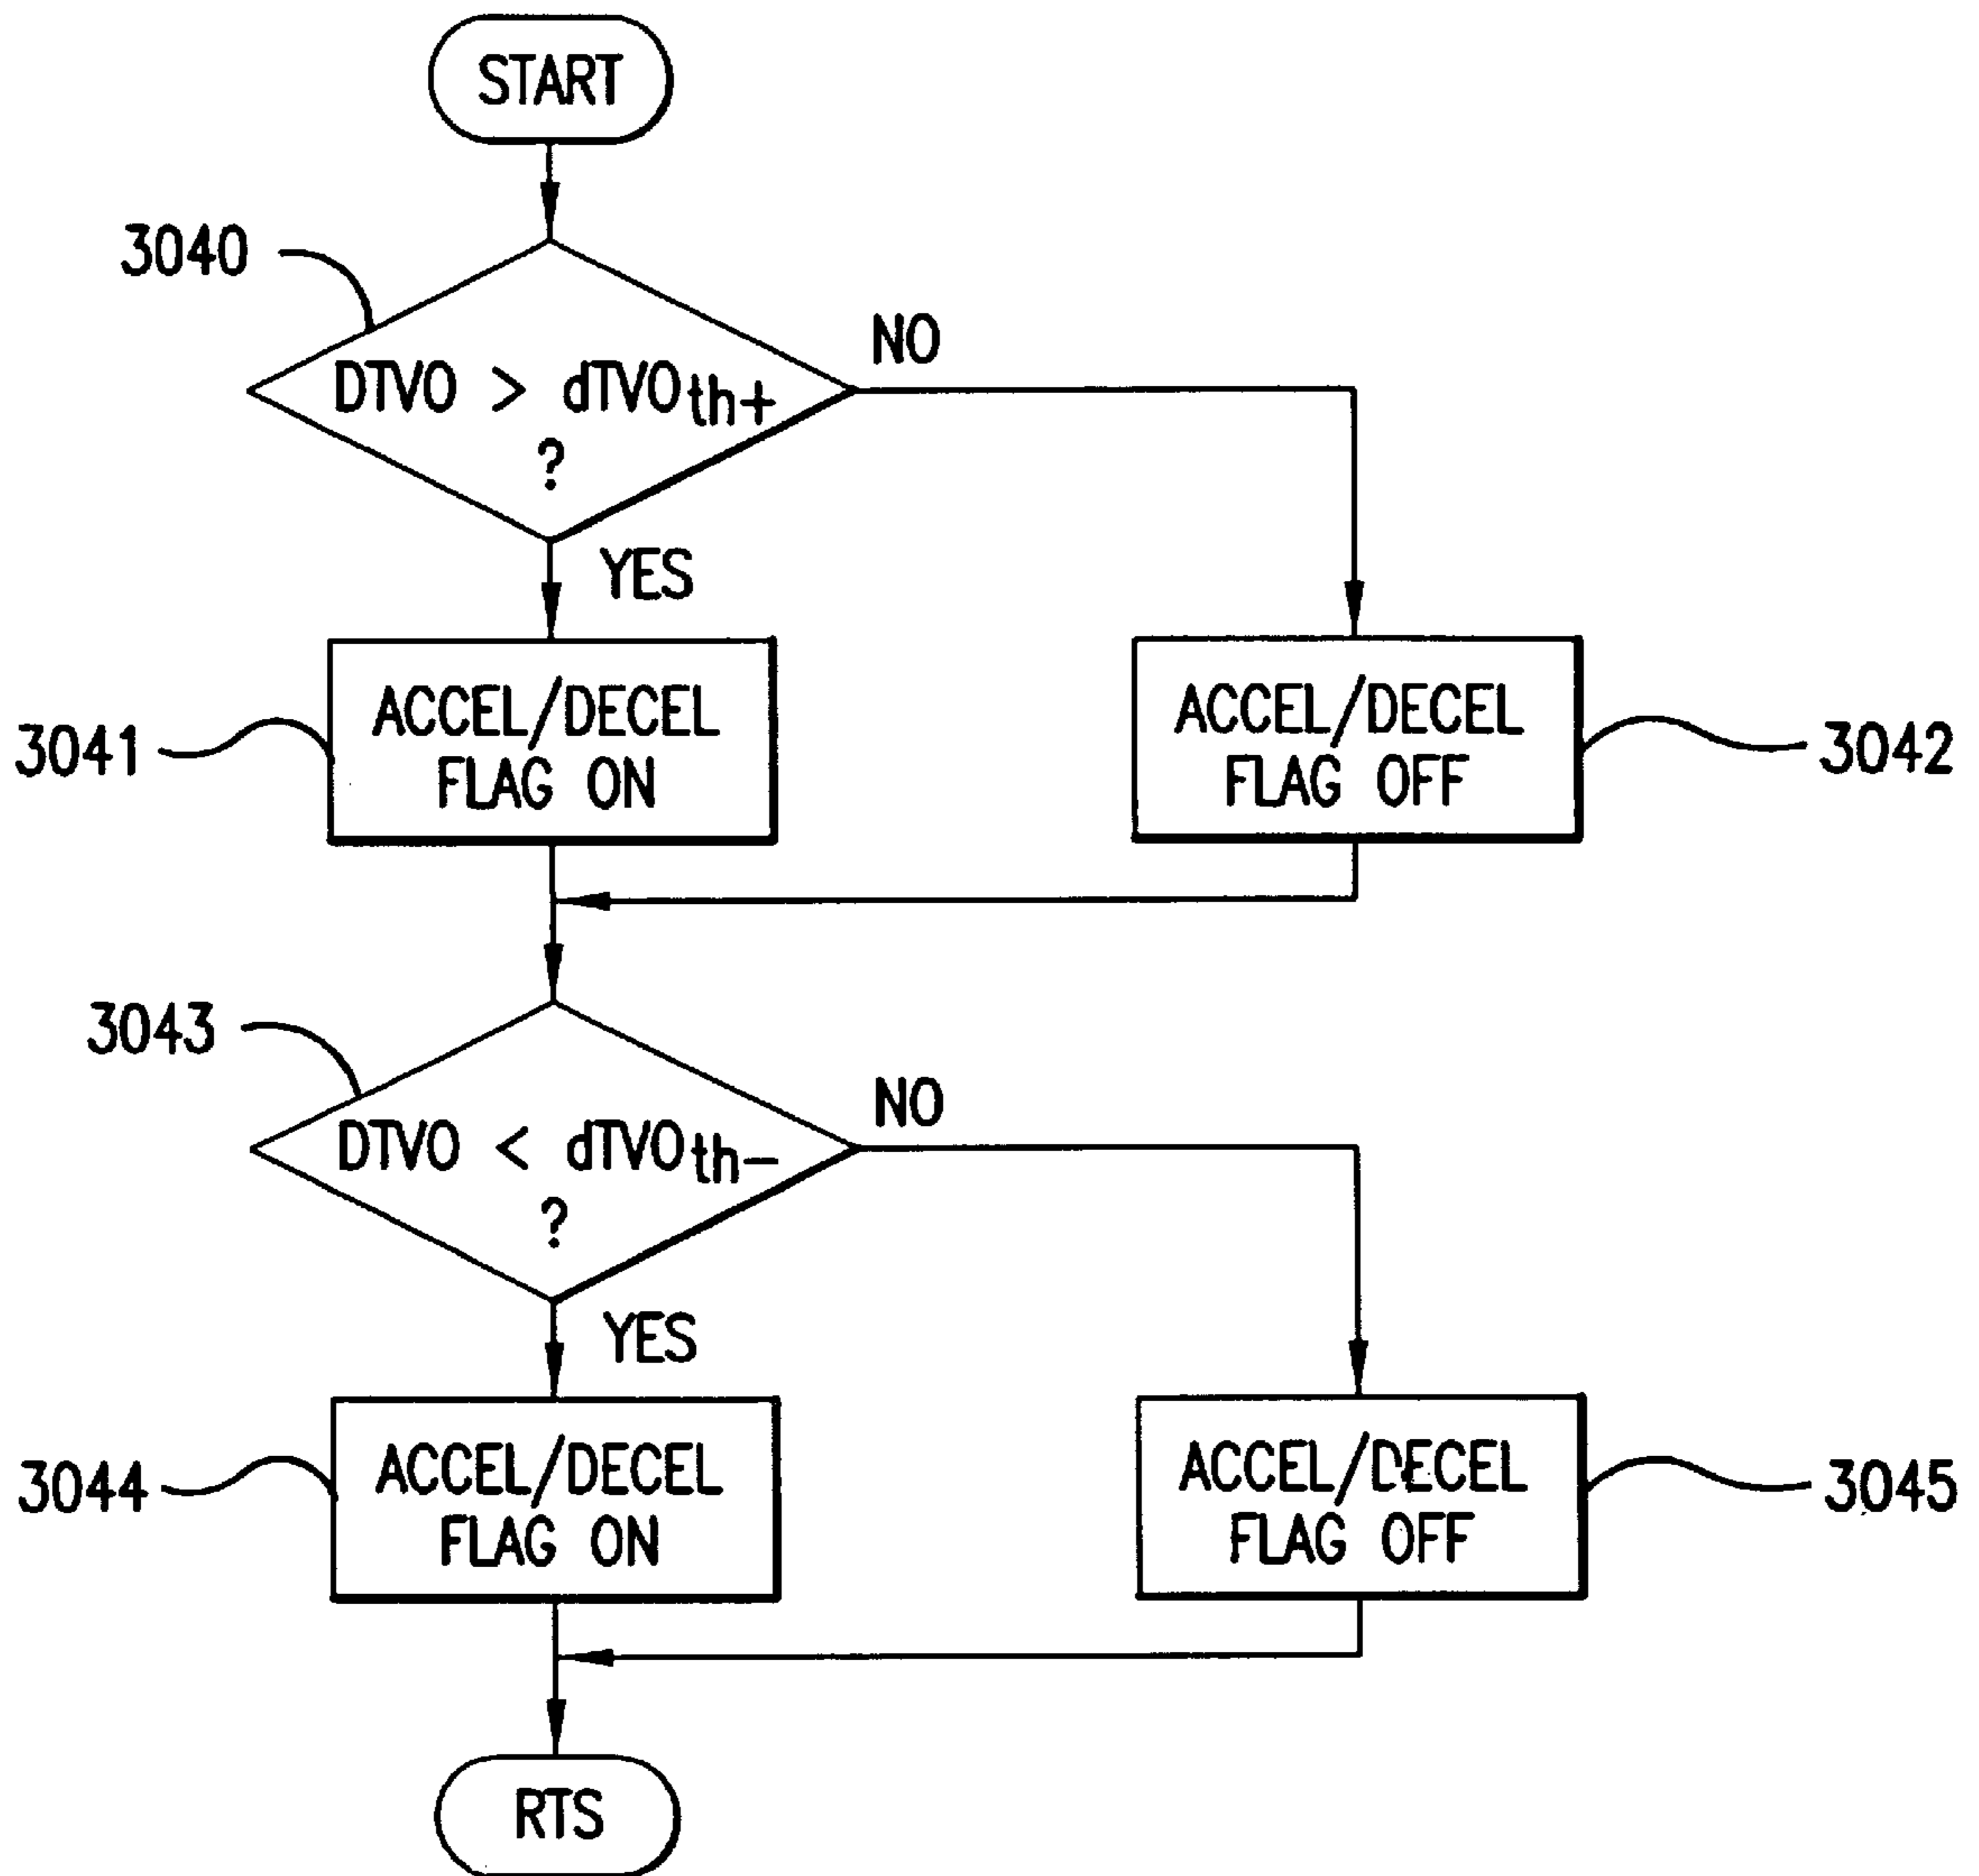 START
3040
NO
DTVO > dTVOth+
?
YES
ACCEL/DECEL
FLAG ON
3041
ACCEL/DECEL
FLAG OFF
3042
3043
NO
DTVO < dTVOth-
?
YES
ACCEL/DECEL
FLAG ON
3044
ACCEL/DECEL
FLAG OFF
3045
RTS